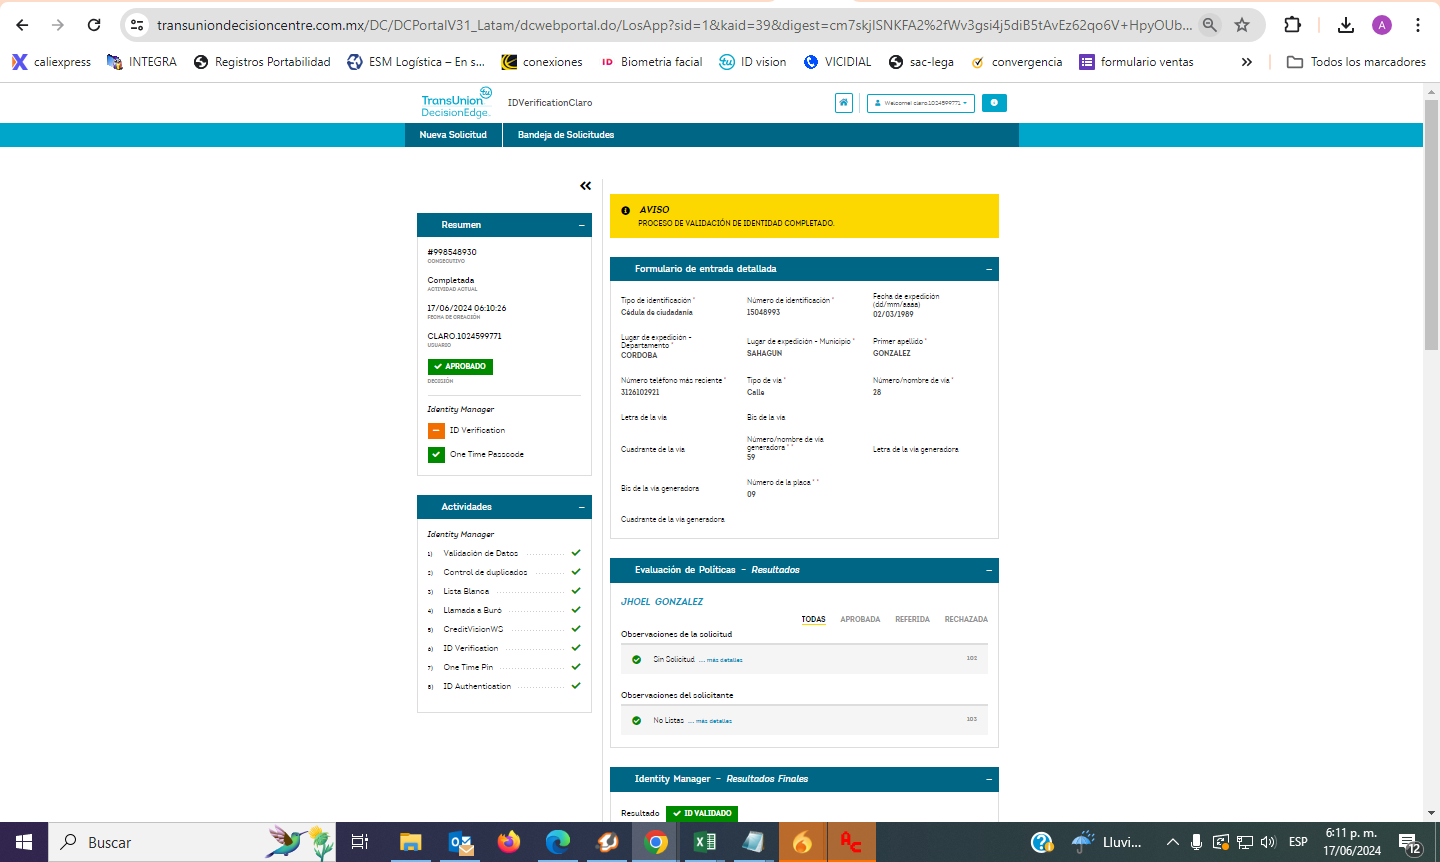 transuniondecisioncentre.com.mx/DC/DCPortalV31_Latam/dcwebportal.do/LosApp?sid=1&kaid=39&digest=cm7skjISNKFA2%2fWv3gsi4j5diB5tAvEz62qo6V+HpyOUb...
A
caliexpress
INTEGRA
Registros Portabilidad
ESM Logística – En s...
conexiones
ID Biometria facial
tu ID vision
VICIDIAL
sac-lega
convergencia
formulario ventas
»
Todos los marcadores
TransUnion tu
DecisionEdge.
IDVerificationClaro
Welcome! claro.1024599771
Nueva Solicitud
Bandeja de Solicitudes
Resumen
#998548930
CONSECUTIVO
Completada
ACTIVIDAD ACTUAL
17/06/2024 06:10:26
FECHA DE CREACION
CLARO.1024599771
USUARIO
APROBADO
DECISIÓN
Identity Manager
ID Verification
One Time Passcode
Actividades
Identity Manager
1) Validación de Datos
2) Control de duplicados
3) Lista Blanca
4) Llamada a Buró
5) CreditVisionWS
6) ID Verification
7) One Time Pin
8) ID Authentication
AVISO
PROCESO DE VALIDACIÓN DE IDENTIDAD COMPLETADO.
Formulario de entrada detallada
Tipo de identificación *
Cédula de ciudadanía
Número de identificación *
15048993
Fecha de expedición
(dd/mm/aaaa)
02/03/1989
Lugar de expedición -
Departamento *
CORDOBA
Lugar de expedición - Municipio *
SAHAGUN
Primer apellido *
GONZALEZ
Número teléfono más reciente *
3126102921
Tipo de vía *
Calle
Número/nombre de vía *
28
Letra de la vía
Bis de la vía
Cuadrante de la vía
Número/nombre de vía
generadora * *
59
Letra de la vía generadora
Bis de la vía generadora
Número de la placa * *
09
Cuadrante de la vía generadora
Evaluación de Políticas - Resultados
JHOEL GONZALEZ
TODAS
APROBADA
REFERIDA
RECHAZADA
Observaciones de la solicitud
Sin Solicitud ... más detalles
102
Observaciones del solicitante
No Listas ... más detalles
103
Identity Manager - Resultados Finales
Resultado
ID VALIDADO
Buscar
Lluvi...
ESP
6:11 p. m.
17/06/2024
12